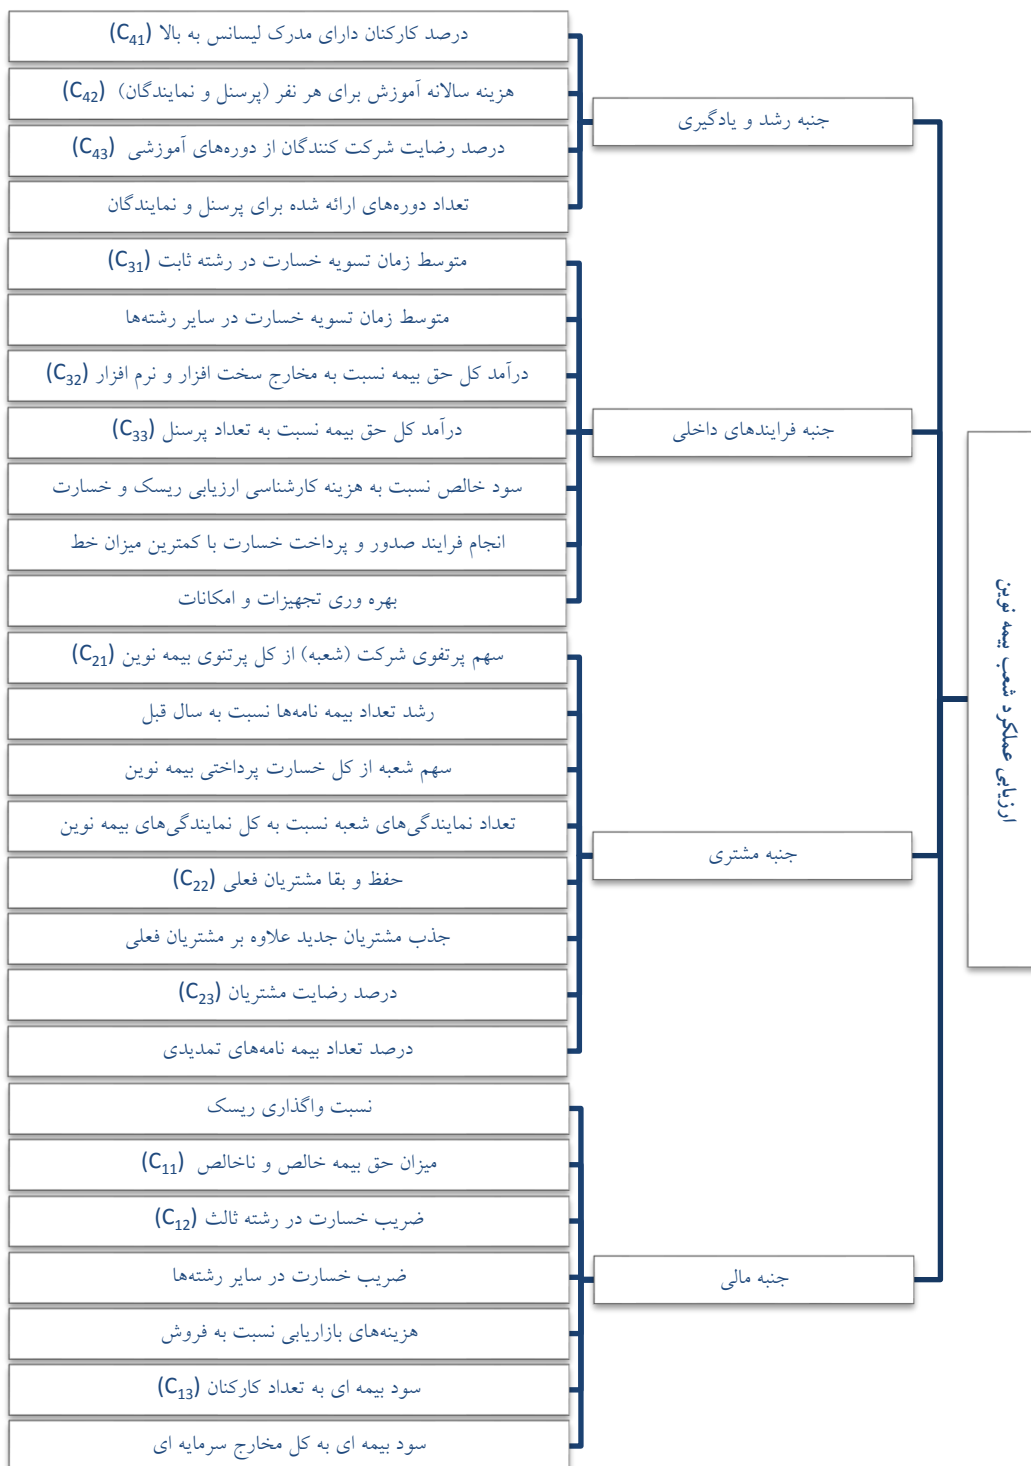 ارزیابی عملکرد شعب بیمه نوین
جنبه رشد و یادگیری
درصد کارکنان دارای مدرک لیسانس به بالا (C41)
هزینه سالانه آموزش برای هر نفر (پرسنل و نمایندگان) (C42)
درصد رضایت شرکت کنندگان از دوره‌های آموزشی (C43)
تعداد دوره‌های ارائه شده برای پرسنل و نمایندگان
جنبه فرایندهای داخلی
متوسط زمان تسویه خسارت در رشته ثابت (C31)
متوسط زمان تسویه خسارت در سایر رشته‌ها
درآمد کل حق بیمه نسبت به مخارج سخت افزار و نرم افزار (C32)
درآمد کل حق بیمه نسبت به تعداد پرسنل (C33)
سود خالص نسبت به هزینه کارشناسی ارزیابی ریسک و خسارت
انجام فرایند صدور و پرداخت خسارت با کمترین میزان خط
بهره وری تجهیزات و امکانات
جنبه مشتری
سهم پرتفوی شرکت (شعبه) از کل پرتنوی بیمه نوین (C21)
رشد تعداد بیمه نامه‌ها نسبت به سال قبل
سهم شعبه از کل خسارت پرداختی بیمه نوین
تعداد نمایندگی‌های شعبه نسبت به کل نمایندگی‌های بیمه نوین
حفظ و بقا مشتریان فعلی (C22)
جذب مشتریان جدید علاوه بر مشتریان فعلی
درصد رضایت مشتریان (C23)
درصد تعداد بیمه نامه‌های تمدیدی
جنبه مالی
نسبت واگذاری ریسک
میزان حق بیمه خالص و ناخالص (C11)
ضریب خسارت در رشته ثالث (C12)
ضریب خسارت در سایر رشته‌ها
هزینه‌های بازاریابی نسبت به فروش
سود بیمه ای به تعداد کارکنان (C13)
سود بیمه ای به کل مخارج سرمایه ای